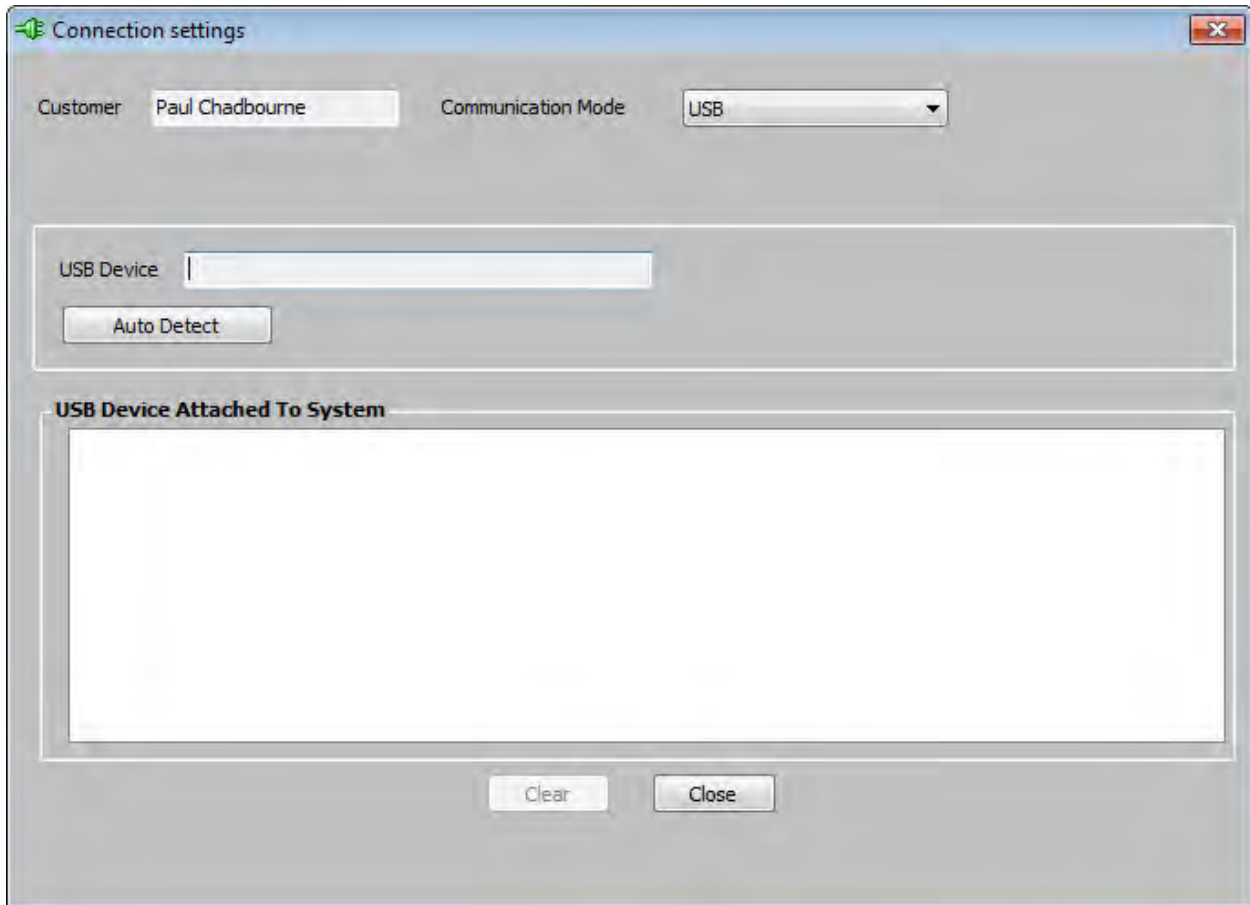 Connection settings
Customer Paul Chadbourne Communication Mode USB
USB Device
Auto Detect
USB Device Attached To System
Clear Close